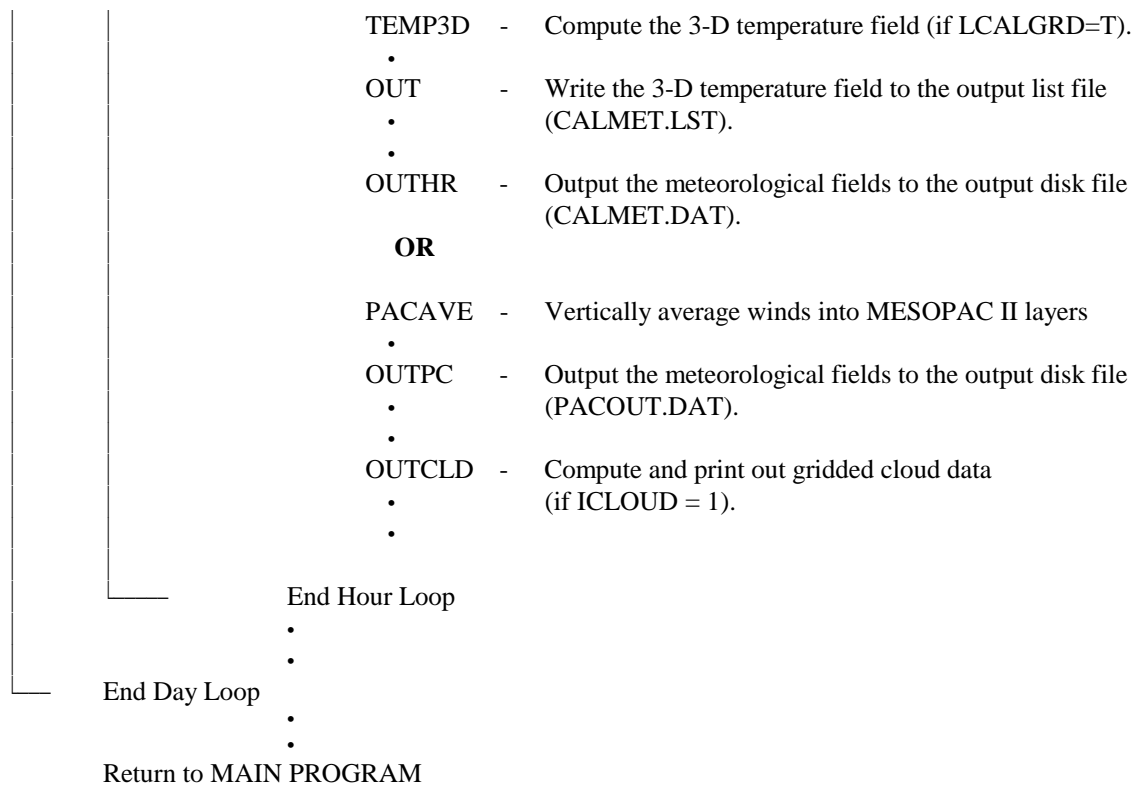 TEMP3D - Compute the 3-D temperature field (if LCALGRD=T).
•
OUT - Write the 3-D temperature field to the output list file
• (CALMET.LST).
•
OUTHR - Output the meteorological fields to the output disk file
(CALMET.DAT).
OR
PACAVE - Vertically average winds into MESOPAC II layers
•
OUTPC - Output the meteorological fields to the output disk file
• (PACOUT.DAT).
•
OUTCLD - Compute and print out gridded cloud data
• (if ICLOUD = 1).
•
End Hour Loop
•
•
End Day Loop
•
•
Return to MAIN PROGRAM